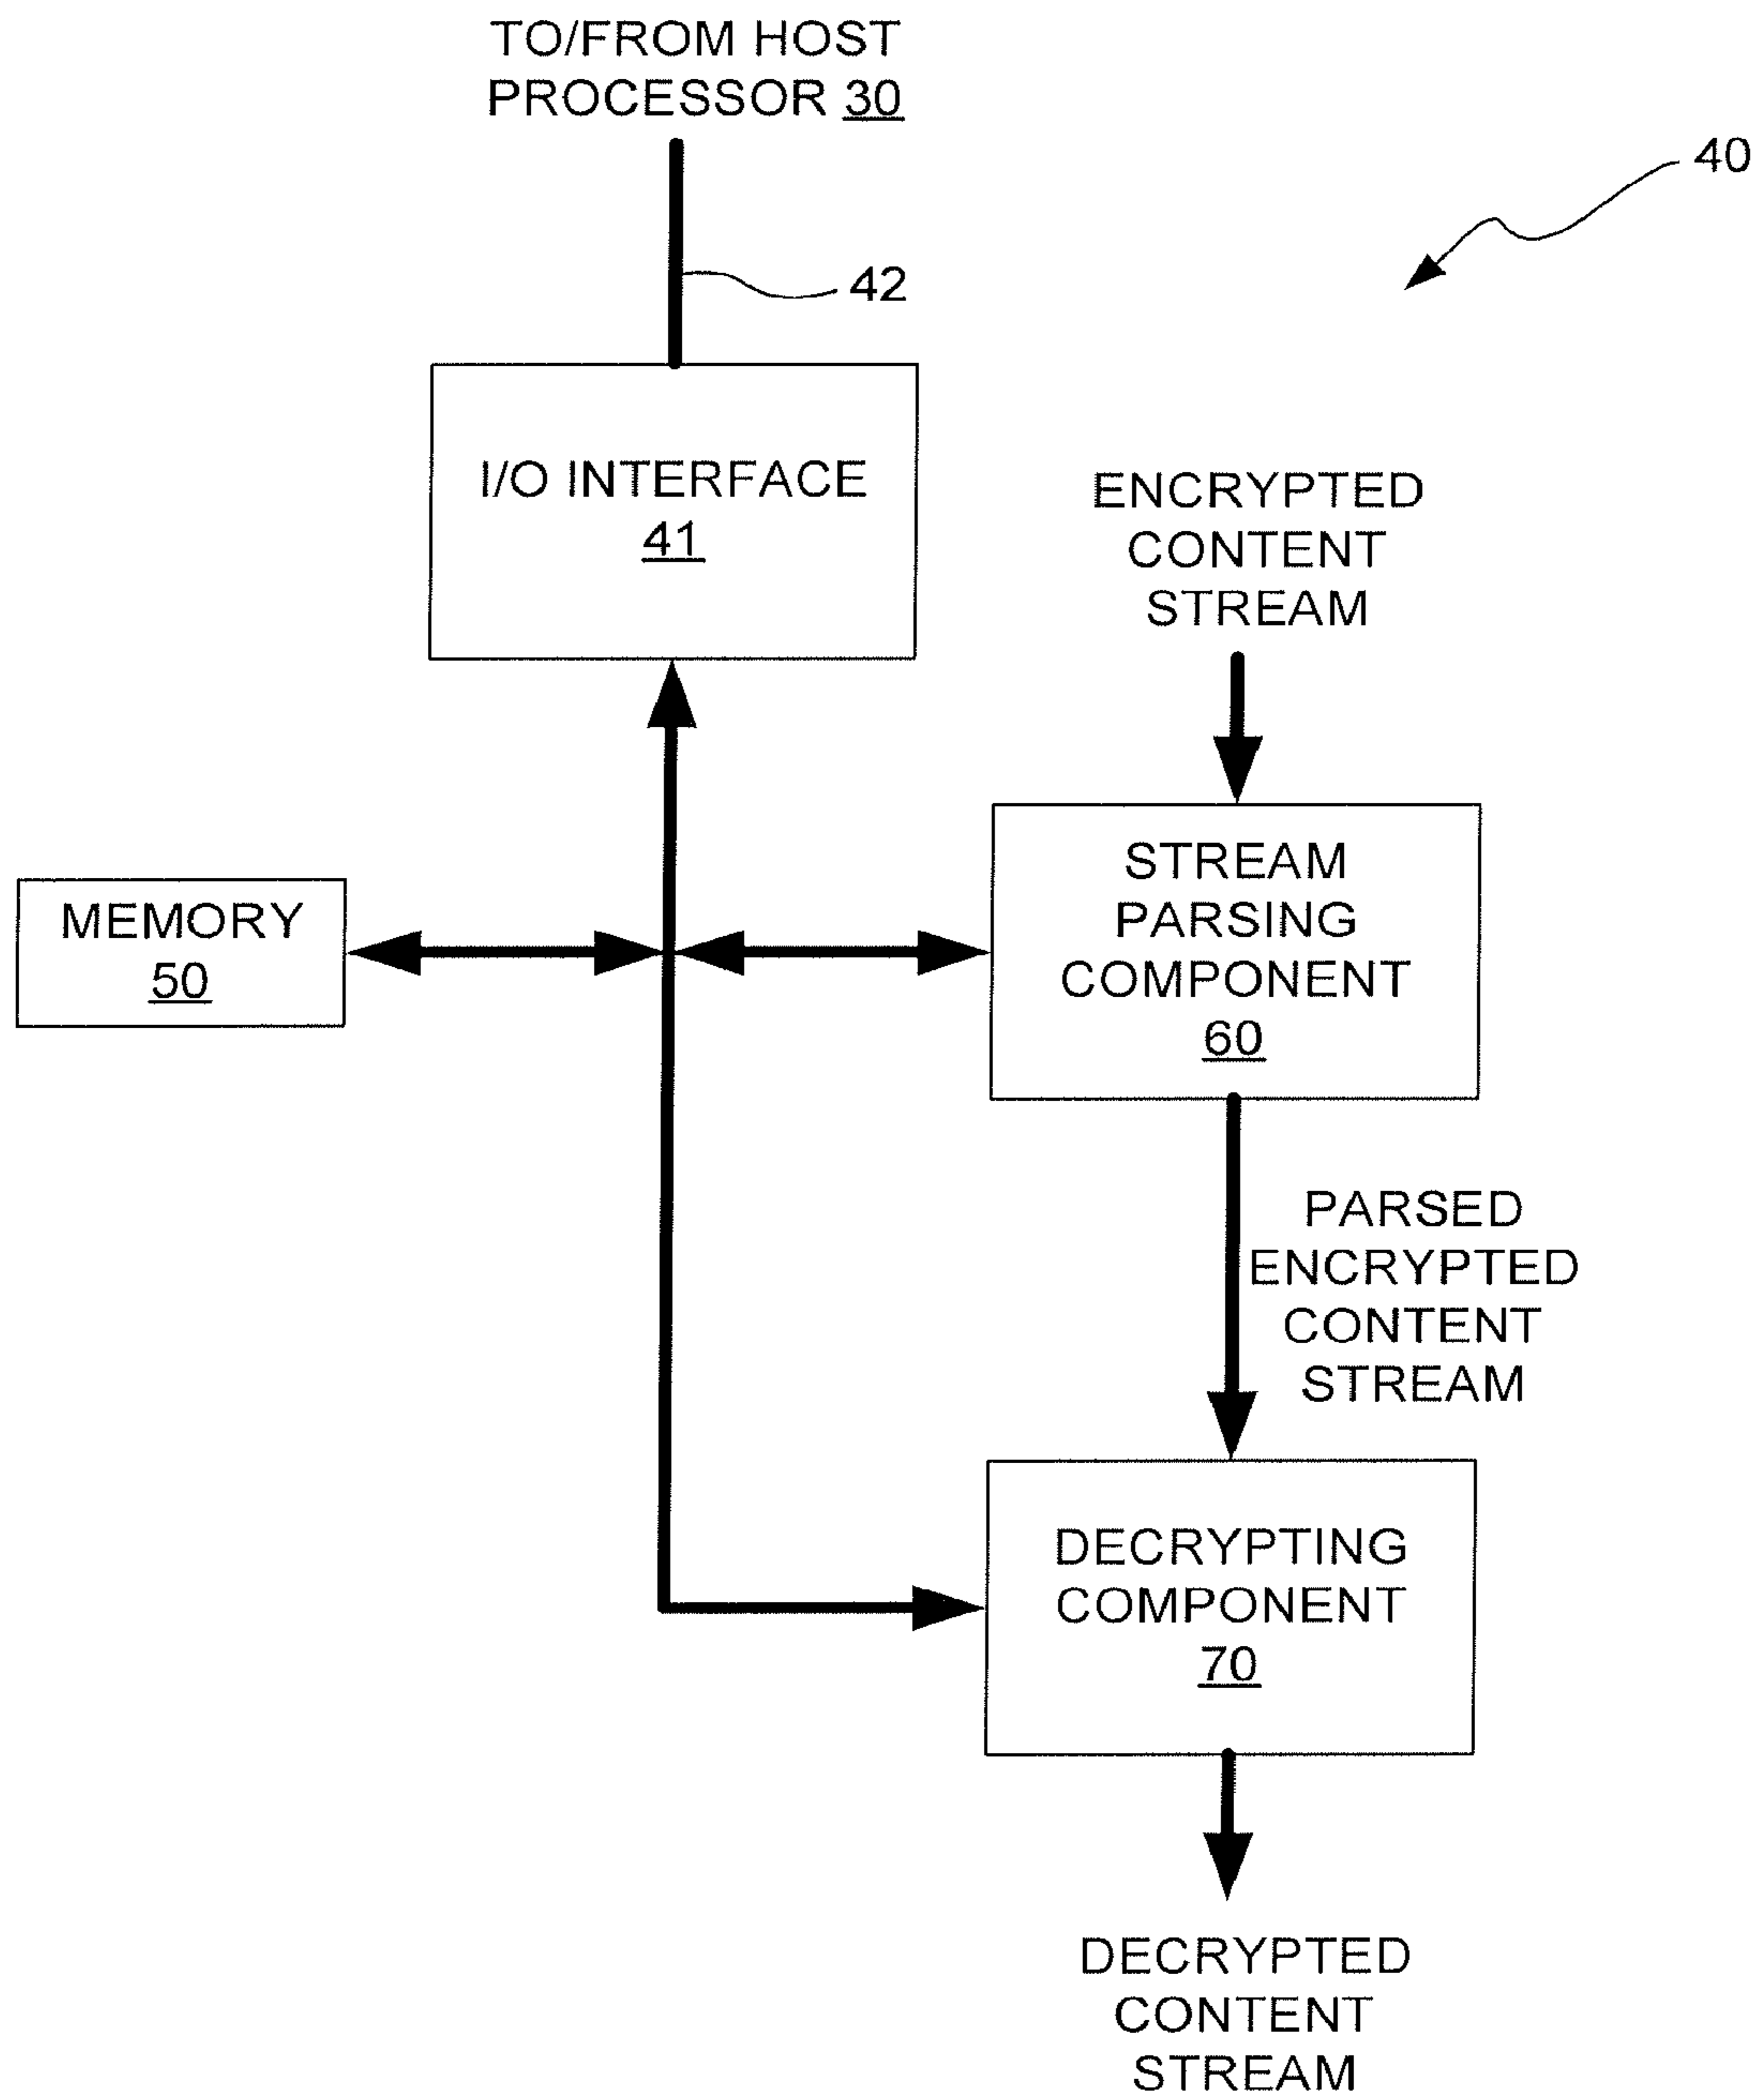 TO/FROM HOST
PROCESSOR 30
40
42
I/O INTERFACE
41
ENCRYPTED
CONTENT
STREAM
MEMORY
50
STREAM
PARSING
COMPONENT
60
PARSED
ENCRYPTED
CONTENT
STREAM
DECRYPTING
COMPONENT
70
DECRYPTED
CONTENT
STREAM